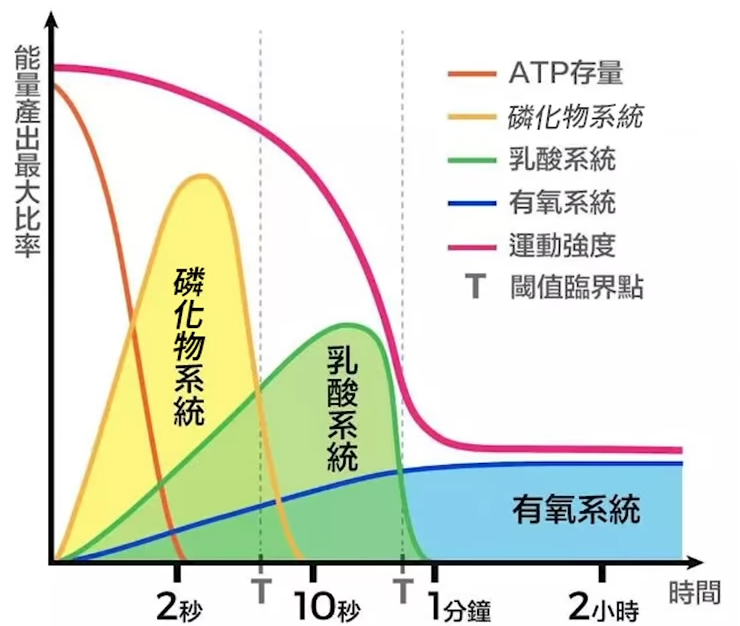 能量產出最大比率
ATP存量
磷化物系統
乳酸系統
有氧系統
運動強度
T 閾值臨界點
磷化物系統
乳酸系統
有氧系統
T
T
時間
2秒
10秒
1分鐘
2小時